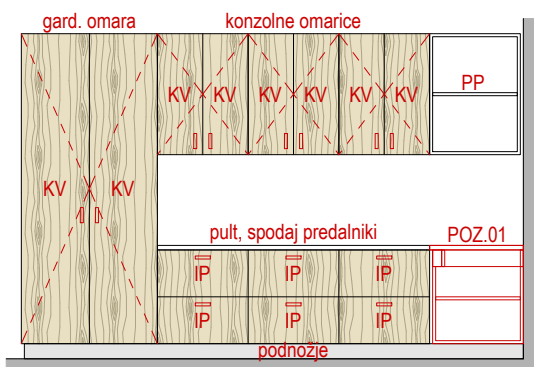 gard. omara
konzolne omarice
KV KV KV KV KV KV
PP
KV KV
pult, spodaj predalniki
POZ.01
IP IP IP
IP IP IP
podnožje